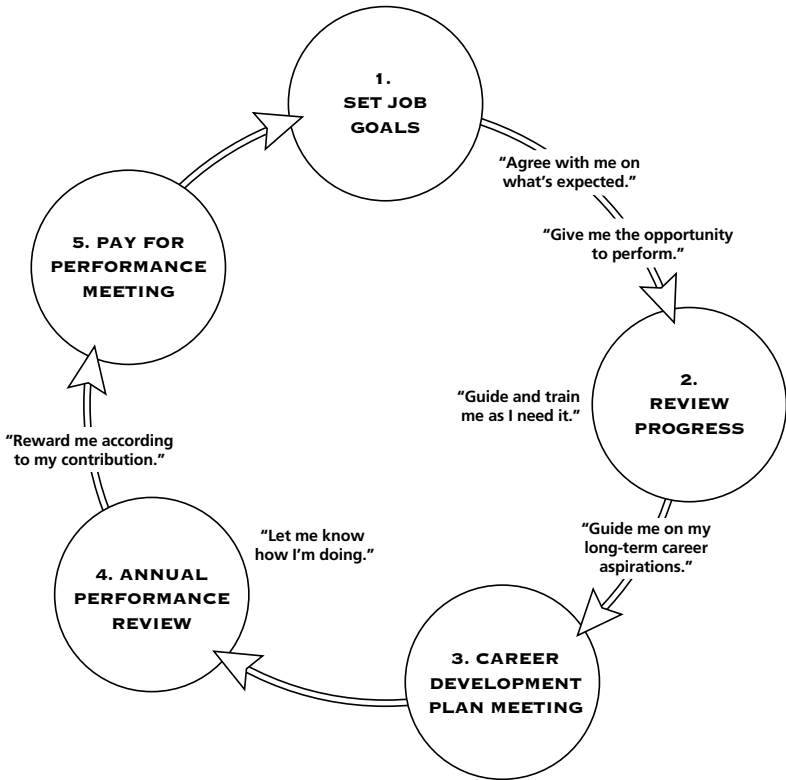 1.
SET JOB
GOALS
“Agree with me on
what’s expected.”
“Give me the opportunity
to perform.”
2.
REVIEW
PROGRESS
“Guide and train
me as I need it.”
“Guide me on my
long-term career
aspirations.”
3. CAREER
DEVELOPMENT
PLAN MEETING
“Let me know
how I’m doing.”
4. ANNUAL
PERFORMANCE
REVIEW
“Reward me according
to my contribution.”
5. PAY FOR
PERFORMANCE
MEETING